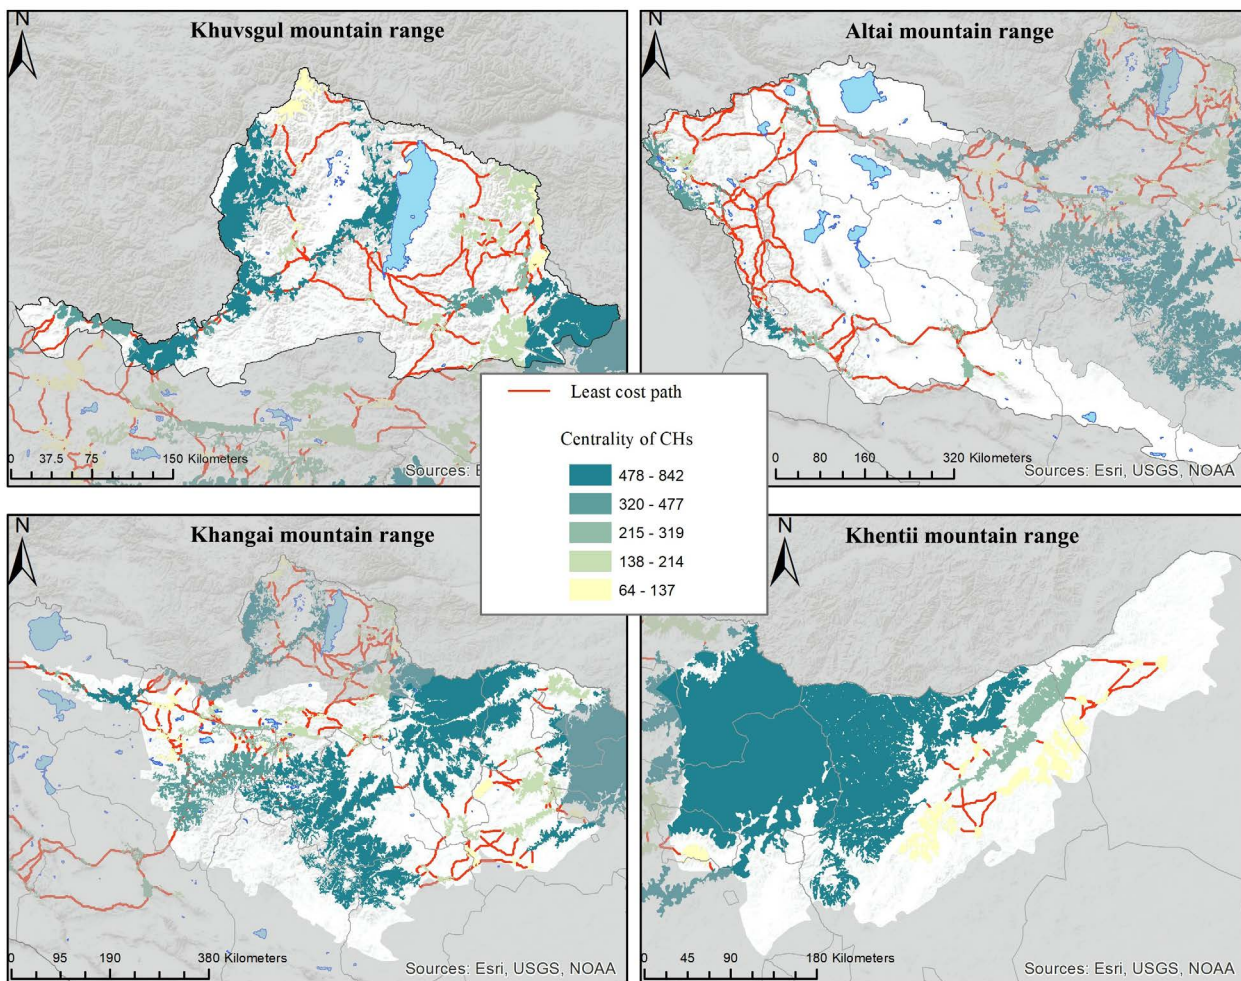 N
Khuvsgul mountain range
0 37.5 75 150 Kilometers
Sources: E
N
Altai mountain range
0 80 160 320 Kilometers
Sources: Esri, USGS, NOAA
Least cost path
Centrality of CHs
478 - 842
320 - 477
215 - 319
138 - 214
64 - 137
N
Khangai mountain range
0 95 190 380 Kilometers
Sources: Esri, USGS, NOAA
N
Khentii mountain range
0 45 90 180 Kilometers
Sources: Esri, USGS, NOAA